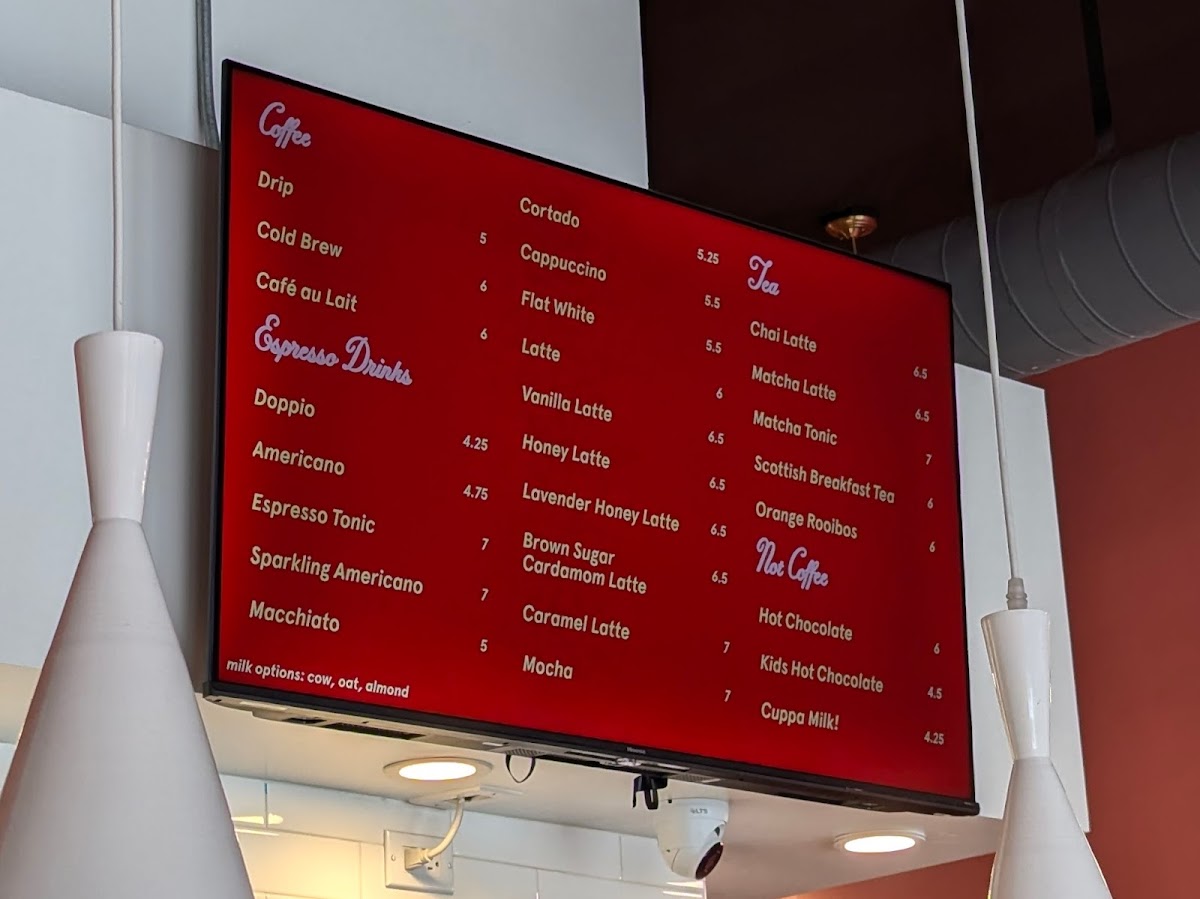 Coffee
Drip 5
Cold Brew 6
Café au Lait 6
Espresso Drinks
Doppio 4.25
Americano 4.75
Espresso Tonic 7
Sparkling Americano 7
Macchiato 5
milk options: cow, oat, almond
Cortado 5.25
Cappuccino 5.5
Flat White 5.5
Latte 6
Vanilla Latte 6.5
Honey Latte 6.5
Lavender Honey Latte 6.5
Brown Sugar
Cardamom Latte 6.5
Caramel Latte 7
Mocha 7
Tea
Chai Latte 6.5
Matcha Latte 6.5
Matcha Tonic 7
Scottish Breakfast Tea 6
Orange Rooibos 6
Not Coffee
Hot Chocolate 6
Kids Hot Chocolate 4.5
Cuppa Milk! 4.25
Hisense